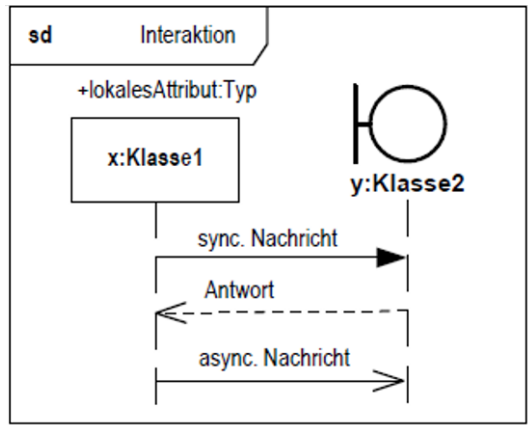 sd Interaktion
+lokalesAttribut:Typ
x:Klasse1
y:Klasse2
sync. Nachricht
Antwort
async. Nachricht